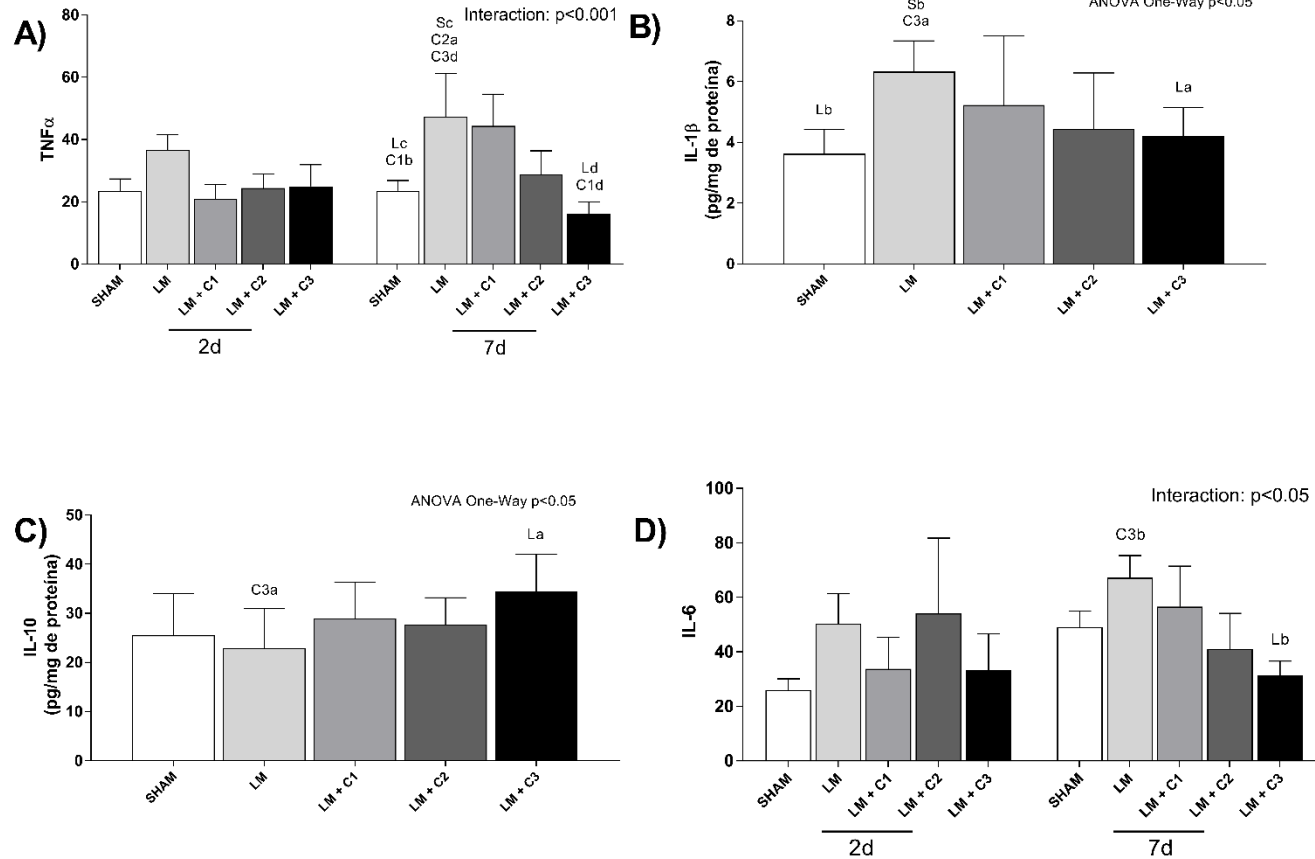 A)
Interaction: p<0.001
TNFα
80
60
40
20
0
Sc
C2a
C3d
Lc
C1b
Ld
C1d
SHAM
LM
LM + C1
LM + C2
LM + C3
SHAM
LM
LM + C1
LM + C2
LM + C3
2d
7d
B)
ANOVA One-Way p<0.05
IL-1β
(pg/mg de proteína)
8
6
4
2
0
Lb
Sb
C3a
La
SHAM
LM
LM + C1
LM + C2
LM + C3
C)
ANOVA One-Way p<0.05
IL-10
(pg/mg de proteína)
50
40
30
20
10
0
C3a
La
SHAM
LM
LM + C1
LM + C2
LM + C3
D)
Interaction: p<0.05
IL-6
100
80
60
40
20
0
C3b
Lb
SHAM
LM
LM + C1
LM + C2
LM + C3
SHAM
LM
LM + C1
LM + C2
LM + C3
2d
7d